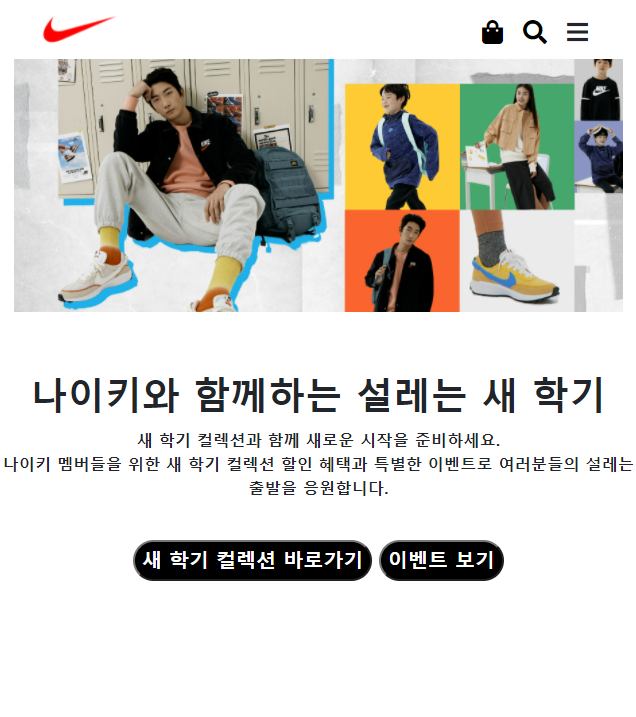 나이키와 함께하는 설레는 새 학기
새 학기 컬렉션과 함께 새로운 시작을 준비하세요.
나이키 멤버들을 위한 새 학기 컬렉션 할인 혜택과 특별한 이벤트로 여러분들의 설레는
출발을 응원합니다.
새 학기 컬렉션 바로가기
이벤트 보기